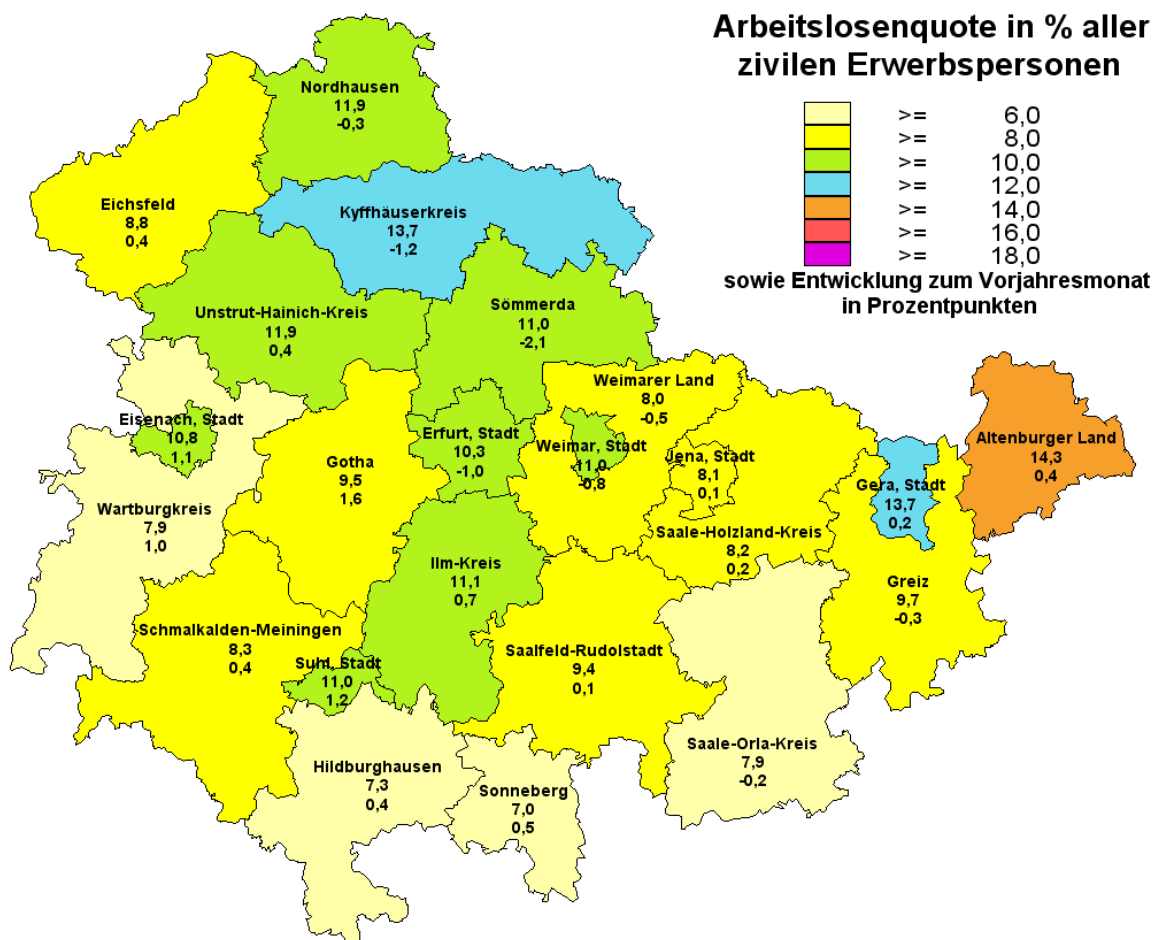 Arbeitslosenquote in % aller
zivilen Erwerbspersonen
>= 6,0
>= 8,0
>= 10,0
>= 12,0
>= 14,0
>= 16,0
>= 18,0
sowie Entwicklung zum Vorjahresmonat
in Prozentpunkten
Nordhausen
11,9
-0,3
Eichsfeld
8,8
0,4
Kyffhäuserkreis
13,7
-1,2
Unstrut-Hainich-Kreis
11,9
0,4
Sömmerda
11,0
-2,1
Weimarer Land
8,0
-0,5
Eisenach, Stadt
10,8
1,1
Gotha
9,5
1,6
Erfurt, Stadt
10,3
-1,0
Weimar, Stadt
11,0
-0,8
Jena, Stadt
8,1
0,1
Altenburger Land
14,3
0,4
Gera, Stadt
13,7
0,2
Wartburgkreis
7,9
1,0
Saale-Holzland-Kreis
8,2
0,2
Ilm-Kreis
11,1
0,7
Greiz
9,7
-0,3
Schmalkalden-Meiningen
8,3
0,4
Suhl, Stadt
11,0
1,2
Saalfeld-Rudolstadt
9,4
0,1
Saale-Orla-Kreis
7,9
-0,2
Hildburghausen
7,3
0,4
Sonneberg
7,0
0,5